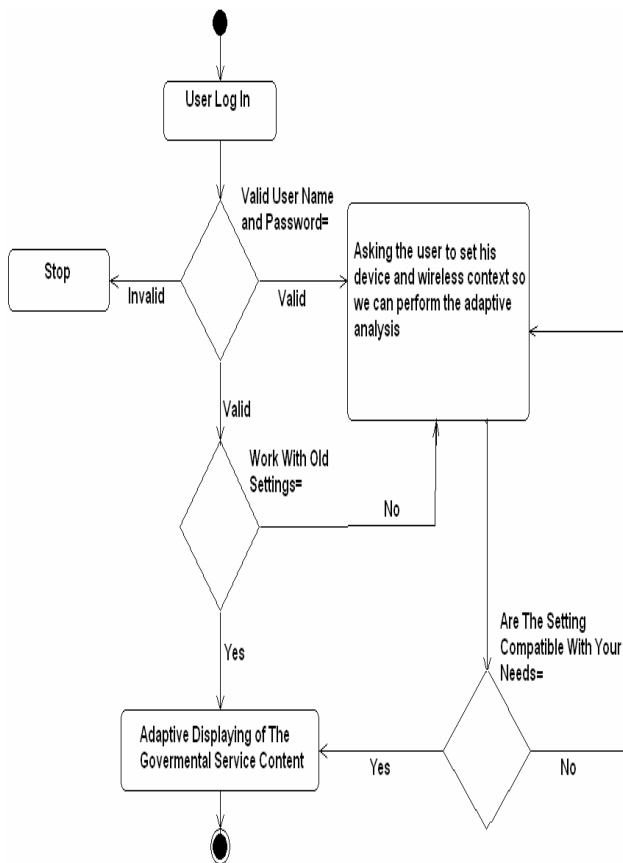 User Log In
Valid User Name
and Password=
Stop
Invalid
Valid
Asking the user to set his
device and wireless context so
we can perform the adaptive
analysis
Valid
Work With Old
Settings=
No
Yes
Are The Setting
Compatible With Your
Needs=
Adaptive Displaying of The
Govermental Service Content
Yes
No